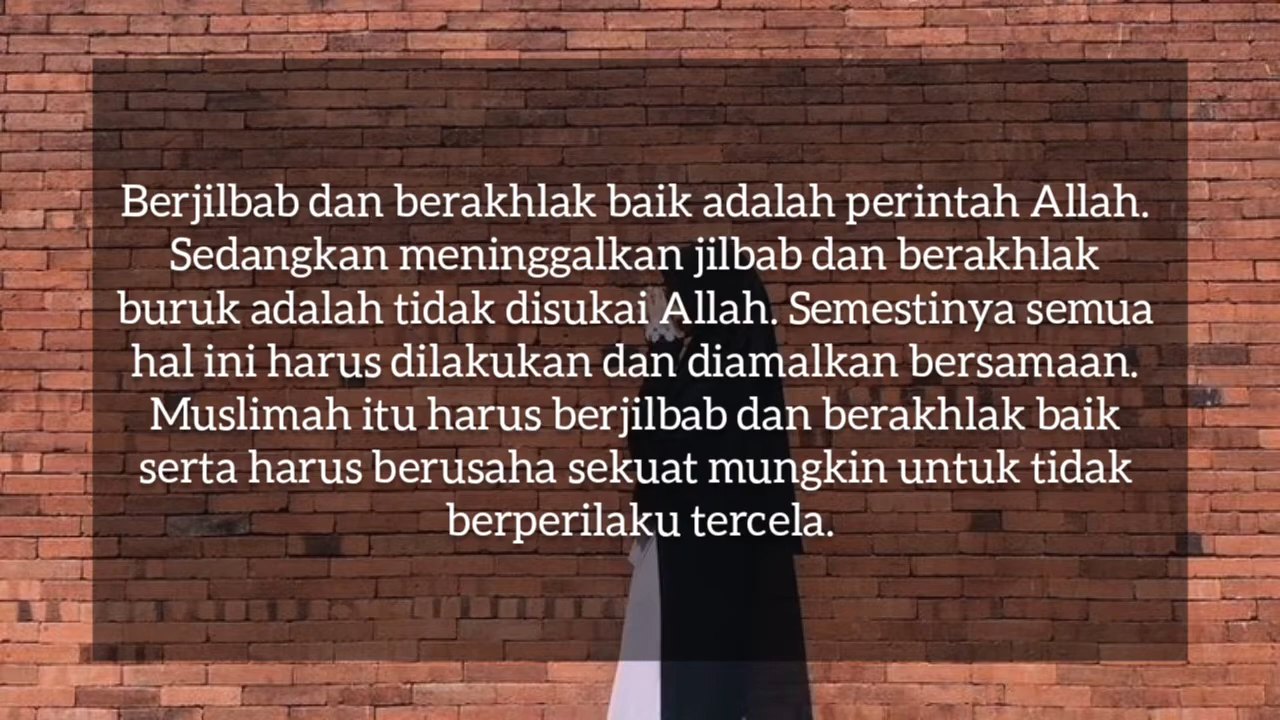 Berjilbab dan berakhlak baik adalah perintah Allah.
Sedangkan meninggalkan jilbab dan berakhlak
buruk adalah tidak disukai Allah. Semestinya semua
hal ini harus dilakukan dan diamalkan bersamaan.
Muslimah itu harus berjilbab dan berakhlak baik
serta harus berusaha sekuat mungkin untuk tidak
berperilaku tercela.